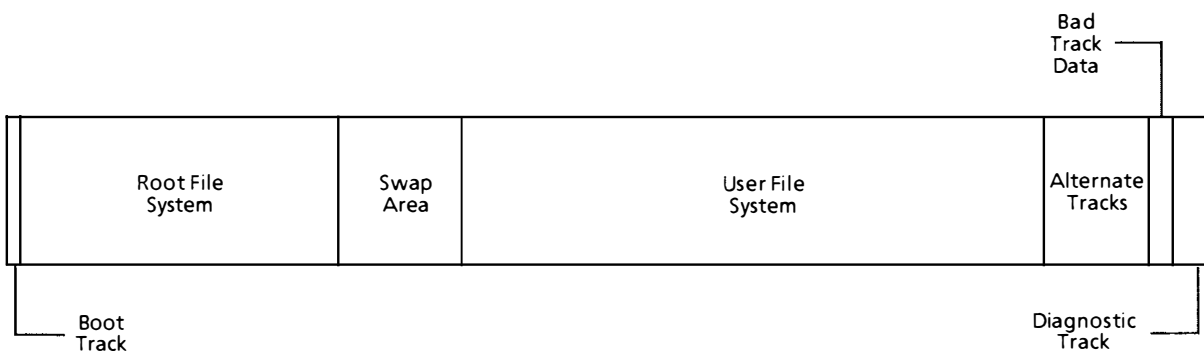 Bad
Track
Data
Root File
System
Swap
Area
User File
System
Alternate
Tracks
Boot
Track
Diagnostic
Track